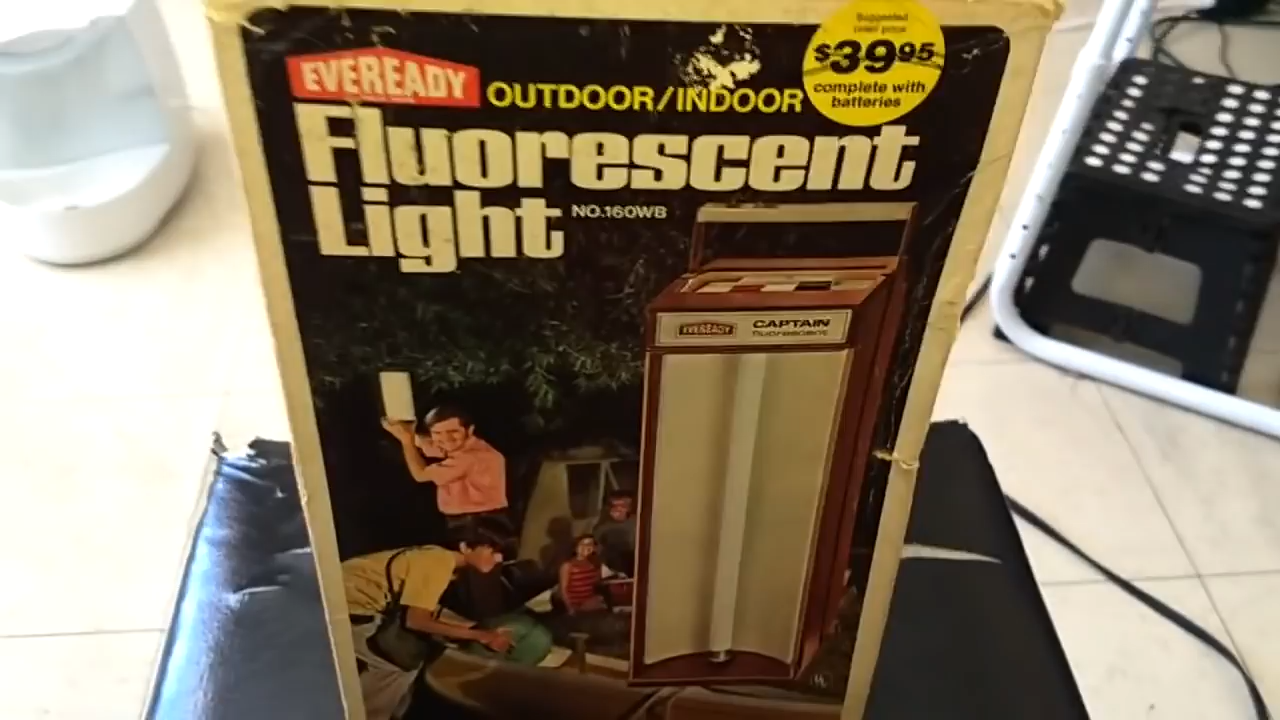 Suggested
retail price
$39.95
complete with
batteries
EVEREADY
OUTDOOR/INDOOR
Fluorescent
Light
NO.160WB
EVEREADY
CAPTAIN
fluorescent